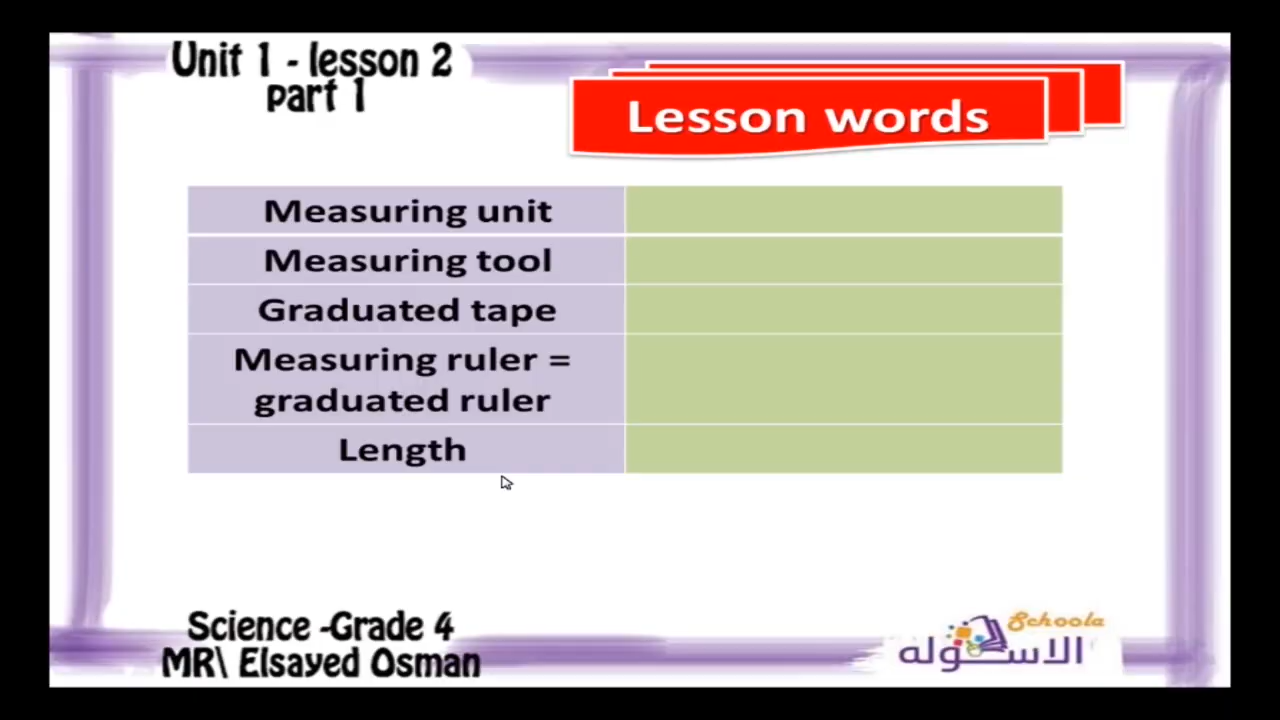 Unit 1 - lesson 2
part 1
Lesson words
Measuring unit
Measuring tool
Graduated tape
Measuring ruler =
graduated ruler
Length
Science -Grade 4
MR\ Elsayed Osman
Schoola
الاسكوله